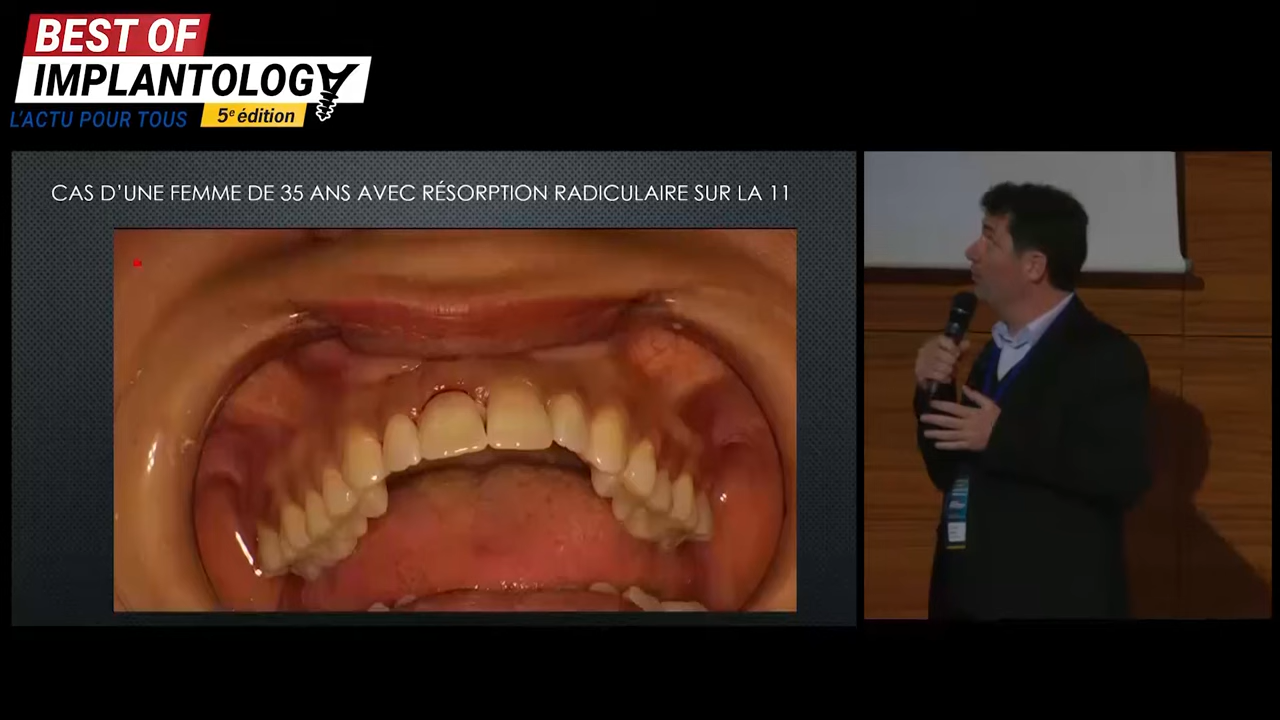 BEST OF
IMPLANTOLOGY
L'ACTU POUR TOUS
5e édition
CAS D'UNE FEMME DE 35 ANS AVEC RÉSORPTION RADICULAIRE SUR LA 11